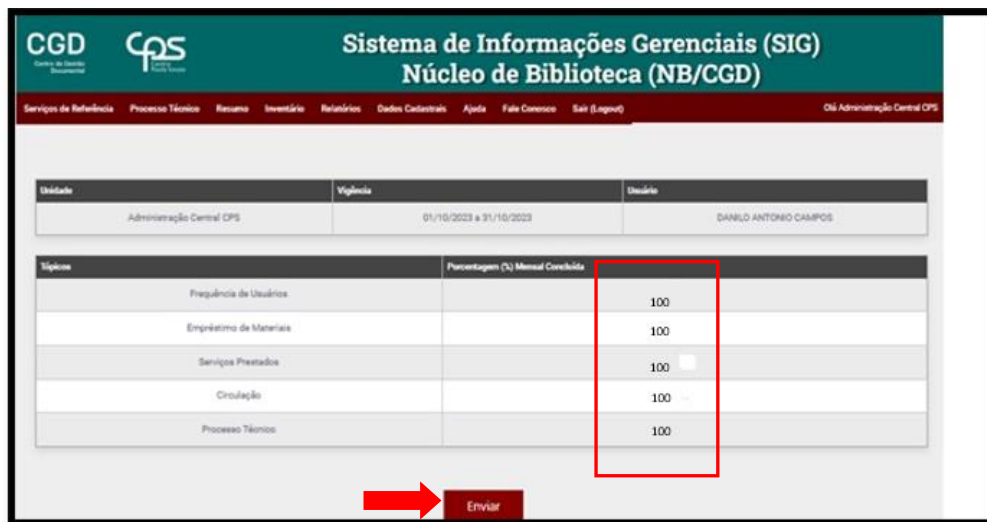 CGD
Centro de Gestão
Documental
CPS
Centro
Paula Souza
Sistema de Informações Gerenciais (SIG)
Núcleo de Biblioteca (NB/CGD)
Serviços de Referência Processo Técnico Resumo Inventário Relatórios Dados Cadastrais Ajuda Fale Conosco Sair (Logout) Olá Administração Central CPS
Unidade Vigência Usuário
Administração Central CPS 01/10/2023 a 31/10/2023 DANILO ANTONIO CAMPOS
Tópicos Porcentagem (%) Mensal Concluída
Frequência de Usuários 100
Empréstimo de Materiais 100
Serviços Prestados 100
Circulação 100
Processo Técnico 100
Enviar